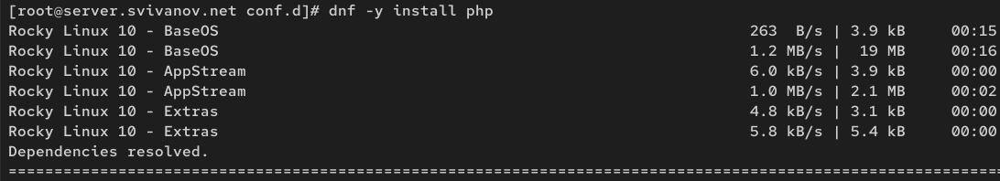 [root@server.svivanov.net conf.d]# dnf -y install php
Rocky Linux 10 - BaseOS 263  B/s | 3.9 kB 00:15
Rocky Linux 10 - BaseOS 1.2 MB/s |  19 MB 00:16
Rocky Linux 10 - AppStream 6.0 kB/s | 3.9 kB 00:00
Rocky Linux 10 - AppStream 1.0 MB/s | 2.1 MB 00:02
Rocky Linux 10 - Extras 4.8 kB/s | 3.1 kB 00:00
Rocky Linux 10 - Extras 5.8 kB/s | 5.4 kB 00:00
Dependencies resolved.
============================================================================================================